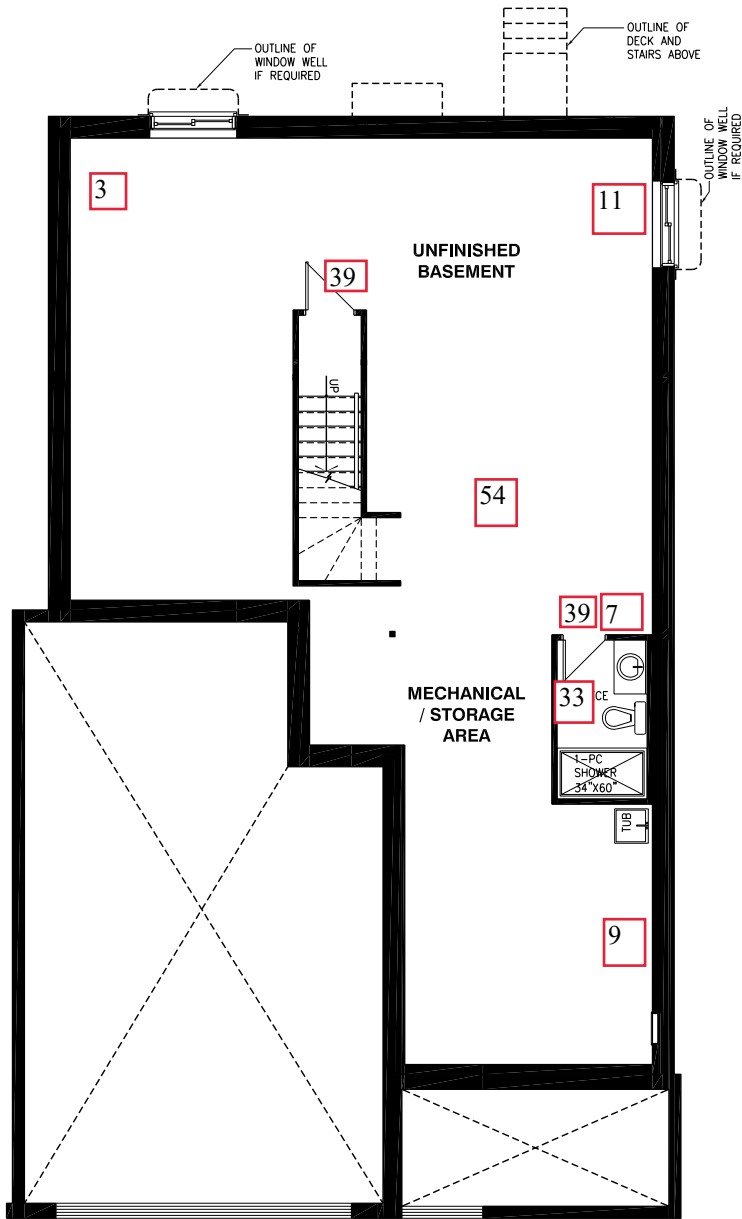 OUTLINE OF
WINDOW WELL
IF REQUIRED
OUTLINE OF
DECK AND
STAIRS ABOVE
OUTLINE OF
WINDOW WELL
IF REQUIRED
3
11
UNFINISHED
BASEMENT
39
UP
54
39
7
MECHANICAL
/ STORAGE
AREA
33
CE
1-PC
SHOWER
34"X60"
TUB
9